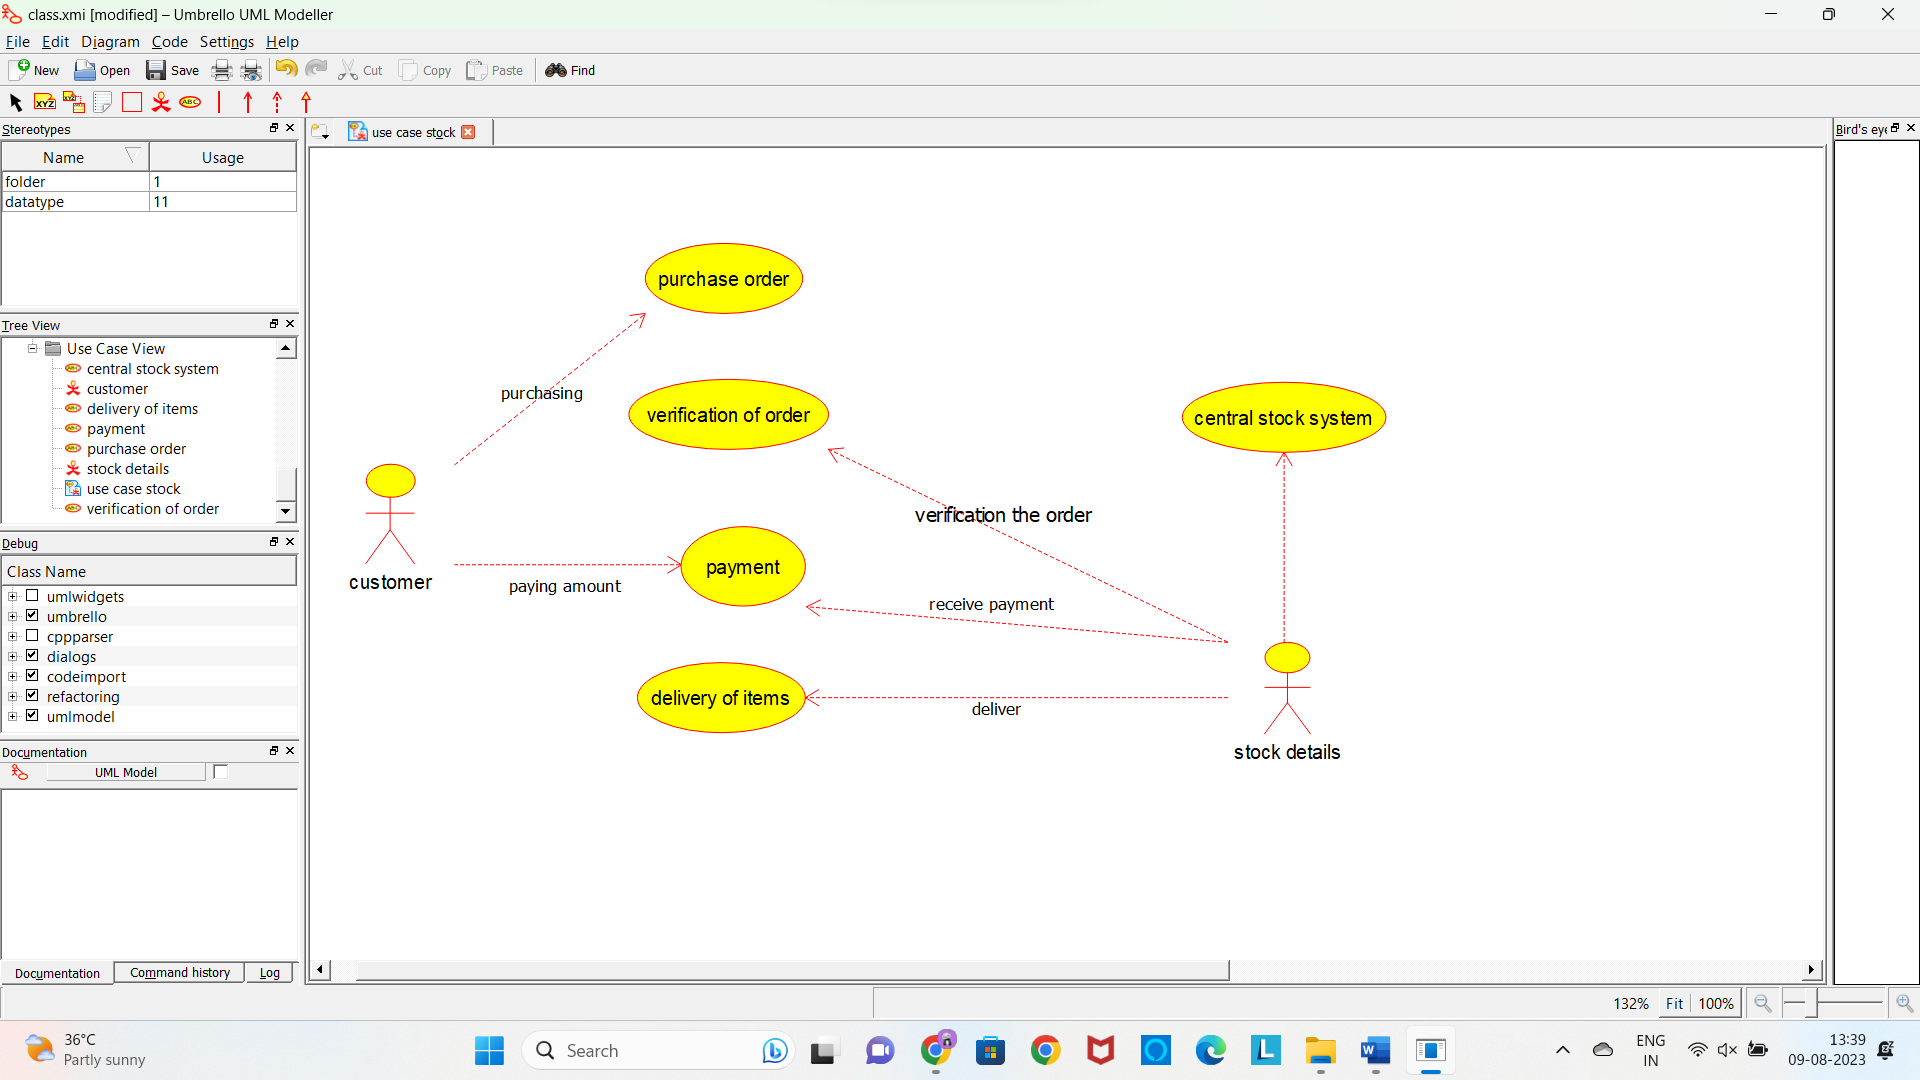 class.xmi [modified] – Umbrello UML Modeller
File Edit Diagram Code Settings Help
New Open Save Cut Copy Paste Find
XYZ XYZ ABC
Stereotypes
Name Usage
folder 1
datatype 11
Tree View
Use Case View
central stock system
customer
delivery of items
payment
purchase order
stock details
use case stock
verification of order
Debug
Class Name
umlwidgets
umbrello
cppparser
dialogs
codeimport
refactoring
umlmodel
Documentation
UML Model
Documentation Command history Log
use case stock
purchase order
purchasing
verification of order
central stock system
verification the order
customer
payment
paying amount
receive payment
delivery of items
deliver
stock details
Bird's eye
132% Fit 100%
36°C
Partly sunny
Search
ENG
IN
13:39
09-08-2023